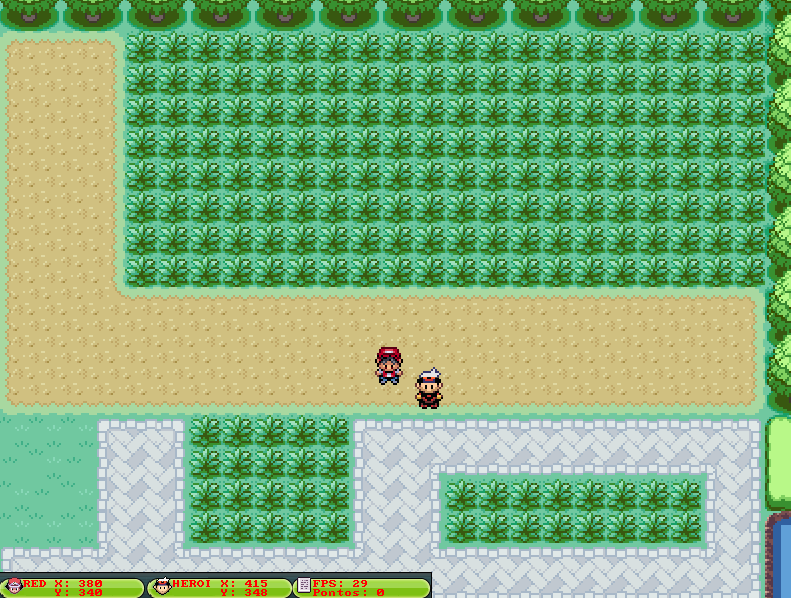 RED X: 380
Y: 340
HEROI X: 415
Y: 348
FPS: 29
Pontos: 0